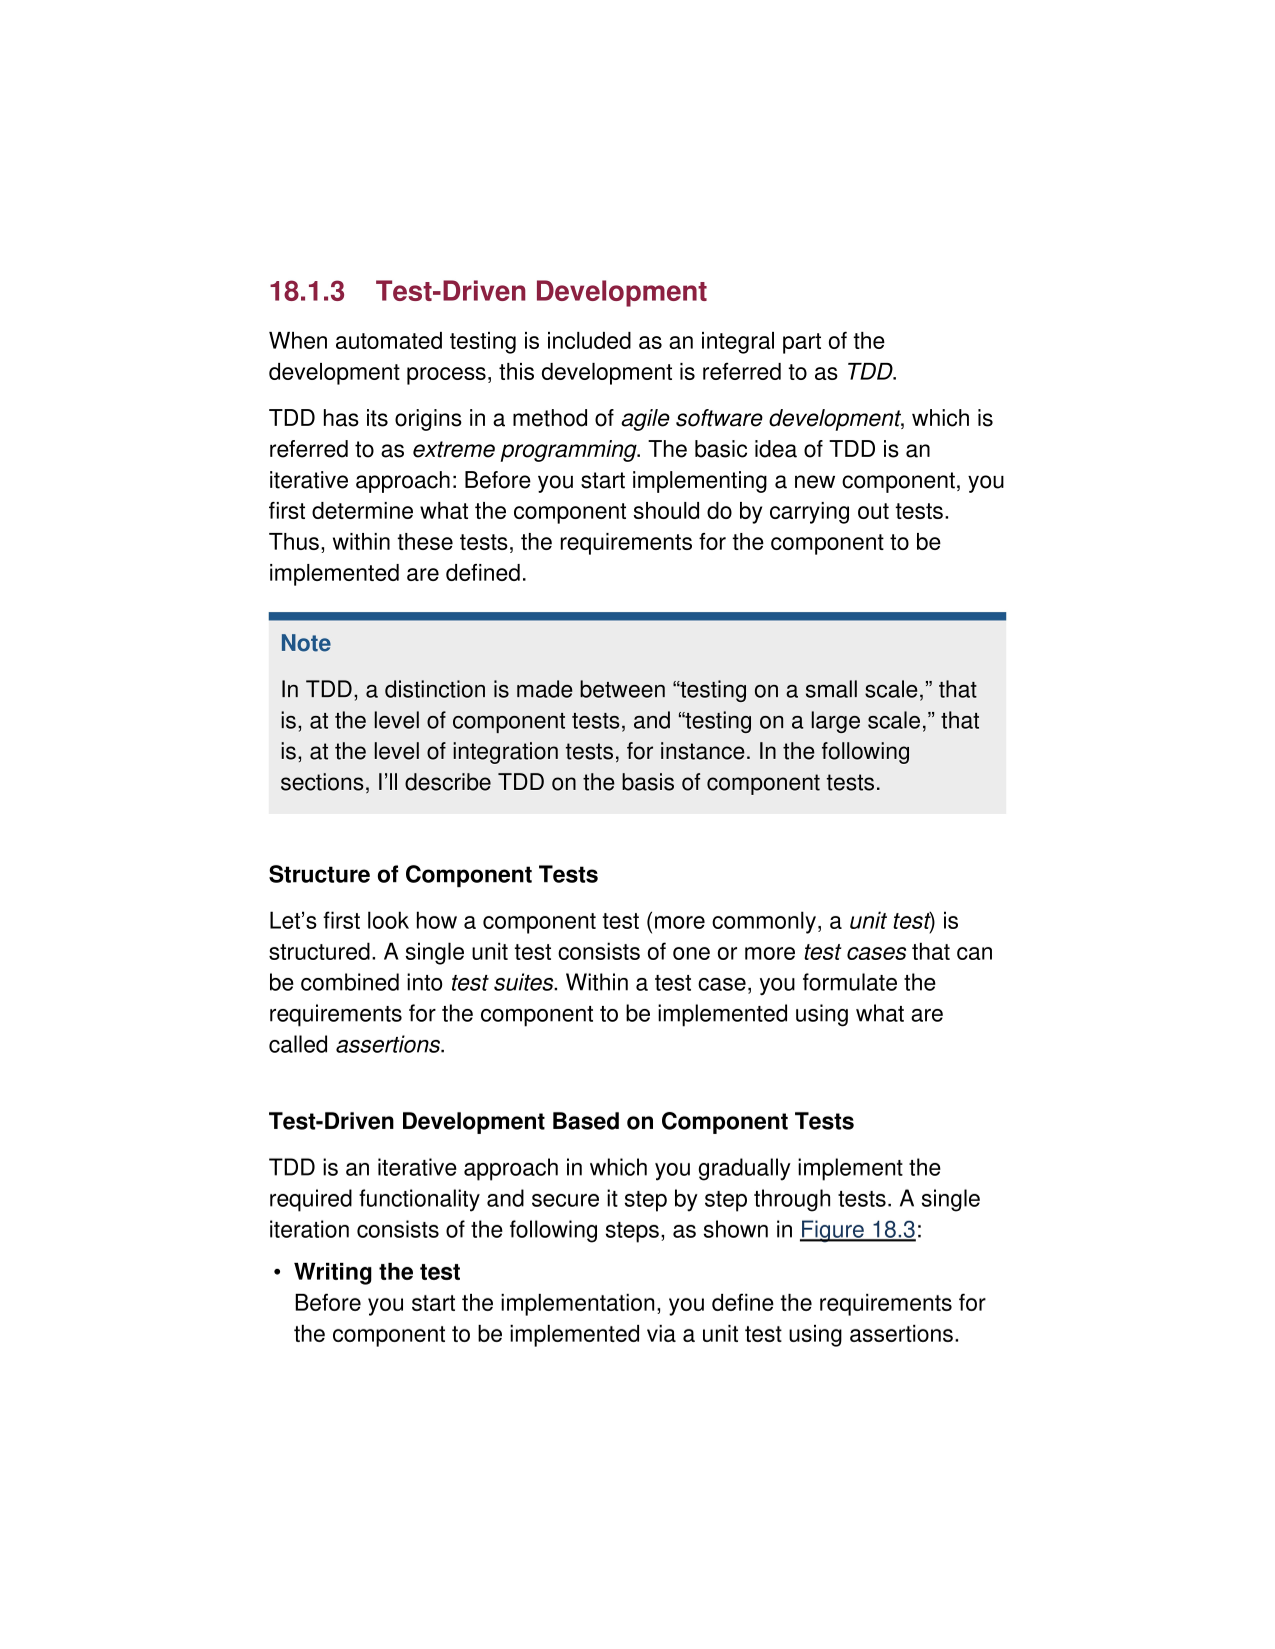 18.1.3 Test-Driven Development
When automated testing is included as an integral part of the
development process, this development is referred to as TDD.
TDD has its origins in a method of agile software development, which is
referred to as extreme programming. The basic idea of TDD is an
iterative approach: Before you start implementing a new component, you
first determine what the component should do by carrying out tests.
Thus, within these tests, the requirements for the component to be
implemented are defined.
Note
In TDD, a distinction is made between “testing on a small scale,” that
is, at the level of component tests, and “testing on a large scale,” that
is, at the level of integration tests, for instance. In the following
sections, I’ll describe TDD on the basis of component tests.
Structure of Component Tests
Let’s first look how a component test (more commonly, a unit test) is
structured. A single unit test consists of one or more test cases that can
be combined into test suites. Within a test case, you formulate the
requirements for the component to be implemented using what are
called assertions.
Test-Driven Development Based on Component Tests
TDD is an iterative approach in which you gradually implement the
required functionality and secure it step by step through tests. A single
iteration consists of the following steps, as shown in Figure 18.3:
• Writing the test
Before you start the implementation, you define the requirements for
the component to be implemented via a unit test using assertions.